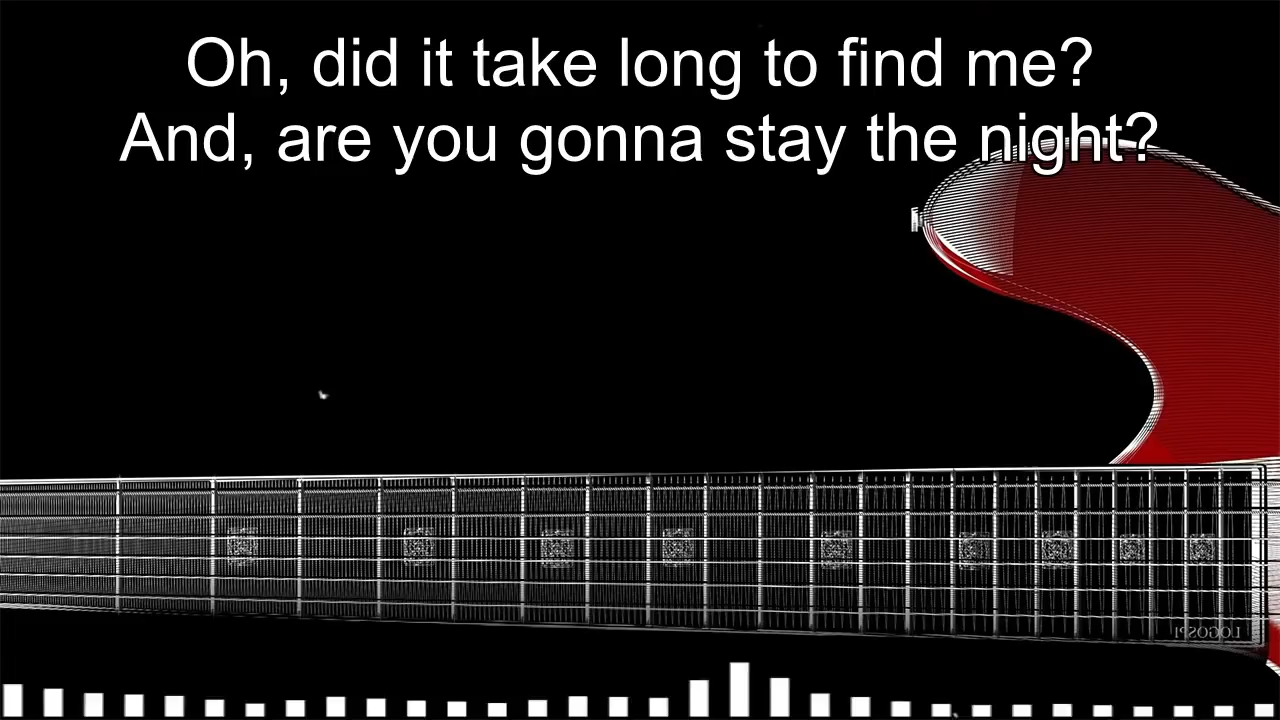 Oh, did it take long to find me?
And, are you gonna stay the night?